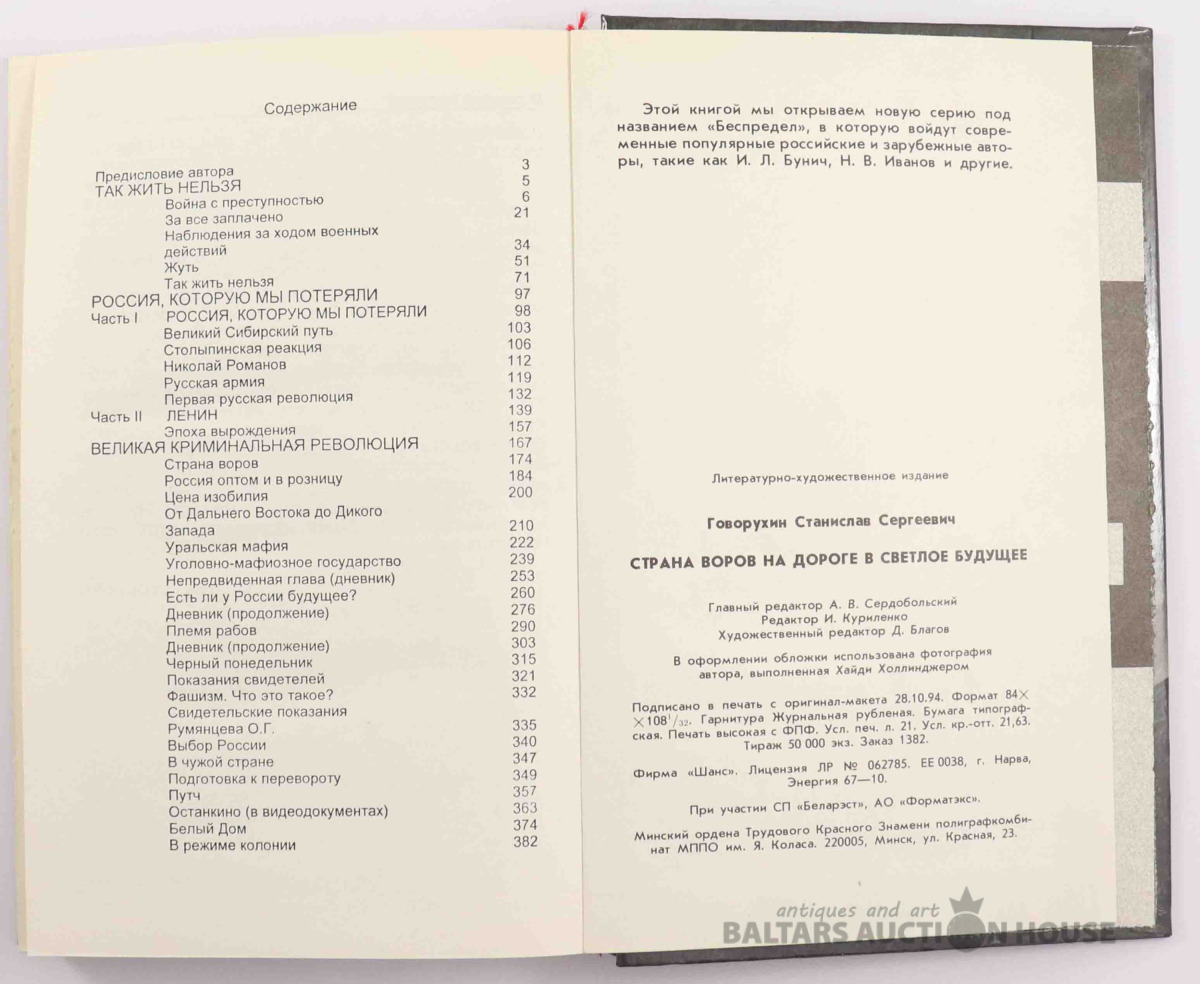 Содержание
Предисловие автора 3
ТАК ЖИТЬ НЕЛЬЗЯ 5
Война с преступностью 6
За все заплачено 21
Наблюдения за ходом военных
действий 34
Жуть 51
Так жить нельзя 71
РОССИЯ, КОТОРУЮ МЫ ПОТЕРЯЛИ 97
Часть I РОССИЯ, КОТОРУЮ МЫ ПОТЕРЯЛИ 98
Великий Сибирский путь 103
Столыпинская реакция 106
Николай Романов 112
Русская армия 119
Первая русская революция 132
Часть II ЛЕНИН 139
Эпоха вырождения 157
ВЕЛИКАЯ КРИМИНАЛЬНАЯ РЕВОЛЮЦИЯ 167
Страна воров 174
Россия оптом и в розницу 184
Цена изобилия 200
От Дальнего Востока до Дикого
Запада 210
Уральская мафия 222
Уголовно-мафиозное государство 239
Непредвиденная глава (дневник) 253
Есть ли у России будущее? 260
Дневник (продолжение) 276
Племя рабов 290
Дневник (продолжение) 303
Черный понедельник 315
Показания свидетелей 321
Фашизм. Что это такое? 332
Свидетельские показания
Румянцева О.Г. 335
Выбор России 340
В чужой стране 347
Подготовка к перевороту 349
Путч 357
Останкино (в видеодокументах) 363
Белый Дом 374
В режиме колонии 382
Этой книгой мы открываем новую серию под
названием «Беспредел», в которую войдут совре-
менные популярные российские и зарубежные авто-
ры, такие как И. Л. Бунич, Н. В. Иванов и другие.
Литературно-художественное издание
Говорухин Станислав Сергеевич
СТРАНА ВОРОВ НА ДОРОГЕ В СВЕТЛОЕ БУДУЩЕЕ
Главный редактор А. В. Сердобольский
Редактор И. Куриленко
Художественный редактор Д. Благов
В оформлении обложки использована фотография
автора, выполненная Хайди Холлинджером
Подписано в печать с оригинал-макета 28.10.94. Формат 84×
×108¹/₃₂. Гарнитура Журнальная рубленая. Бумага типограф-
ская. Печать высокая с ФПФ. Усл. печ. л. 21. Усл. кр.-отт. 21,63.
Тираж 50 000 экз. Заказ 1382.
Фирма «Шанс». Лицензия ЛР № 062785. ЕЕ 0038, г. Нарва,
Энергия 67—10.
При участии СП «Беларэст», АО «Форматэкс».
Минский ордена Трудового Красного Знамени полиграфкомби-
нат МППО им. Я. Коласа. 220005, Минск, ул. Красная, 23.
antiques and art
BALTARS AUCTION HOUSE